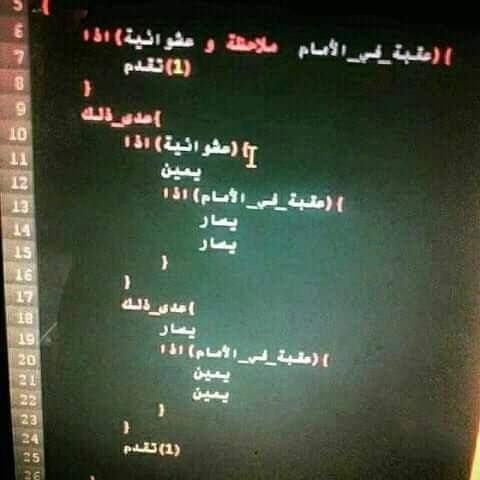 5 {
6 اذا(عقبة_في_الأمام ملاحظة و عشوائية){
7 تقدم(1)
8 }
9 عدى_ذلك{
10 اذا(عشوائية){
11 يمين
12 اذا(عقبة_في_الأمام){
13 يسار
14 يسار
15 }
16 }
17 عدى_ذلك{
18 يسار
19 اذا(عقبة_في_الأمام){
20 يمين
21 يمين
22 }
23 }
24 تقدم(1)
25
26 }